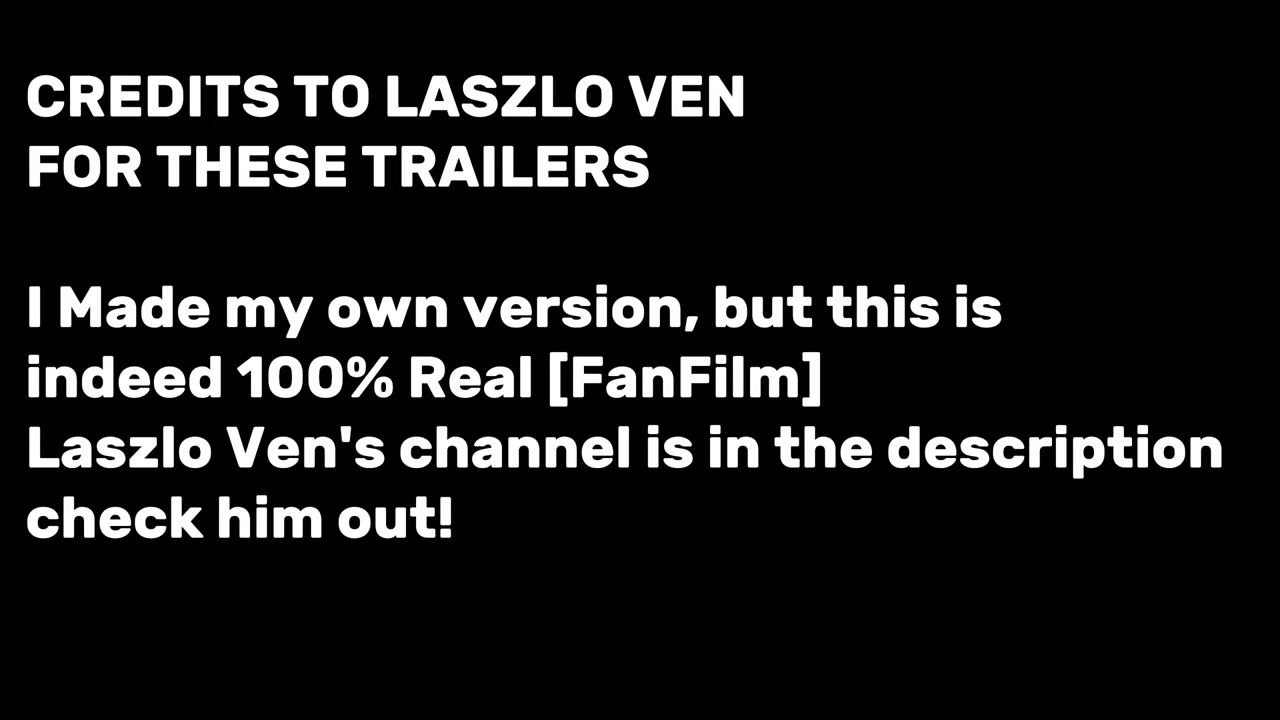 CREDITS TO LASZLO VEN
FOR THESE TRAILERS
I Made my own version, but this is
indeed 100% Real [FanFilm]
Laszlo Ven's channel is in the description
check him out!